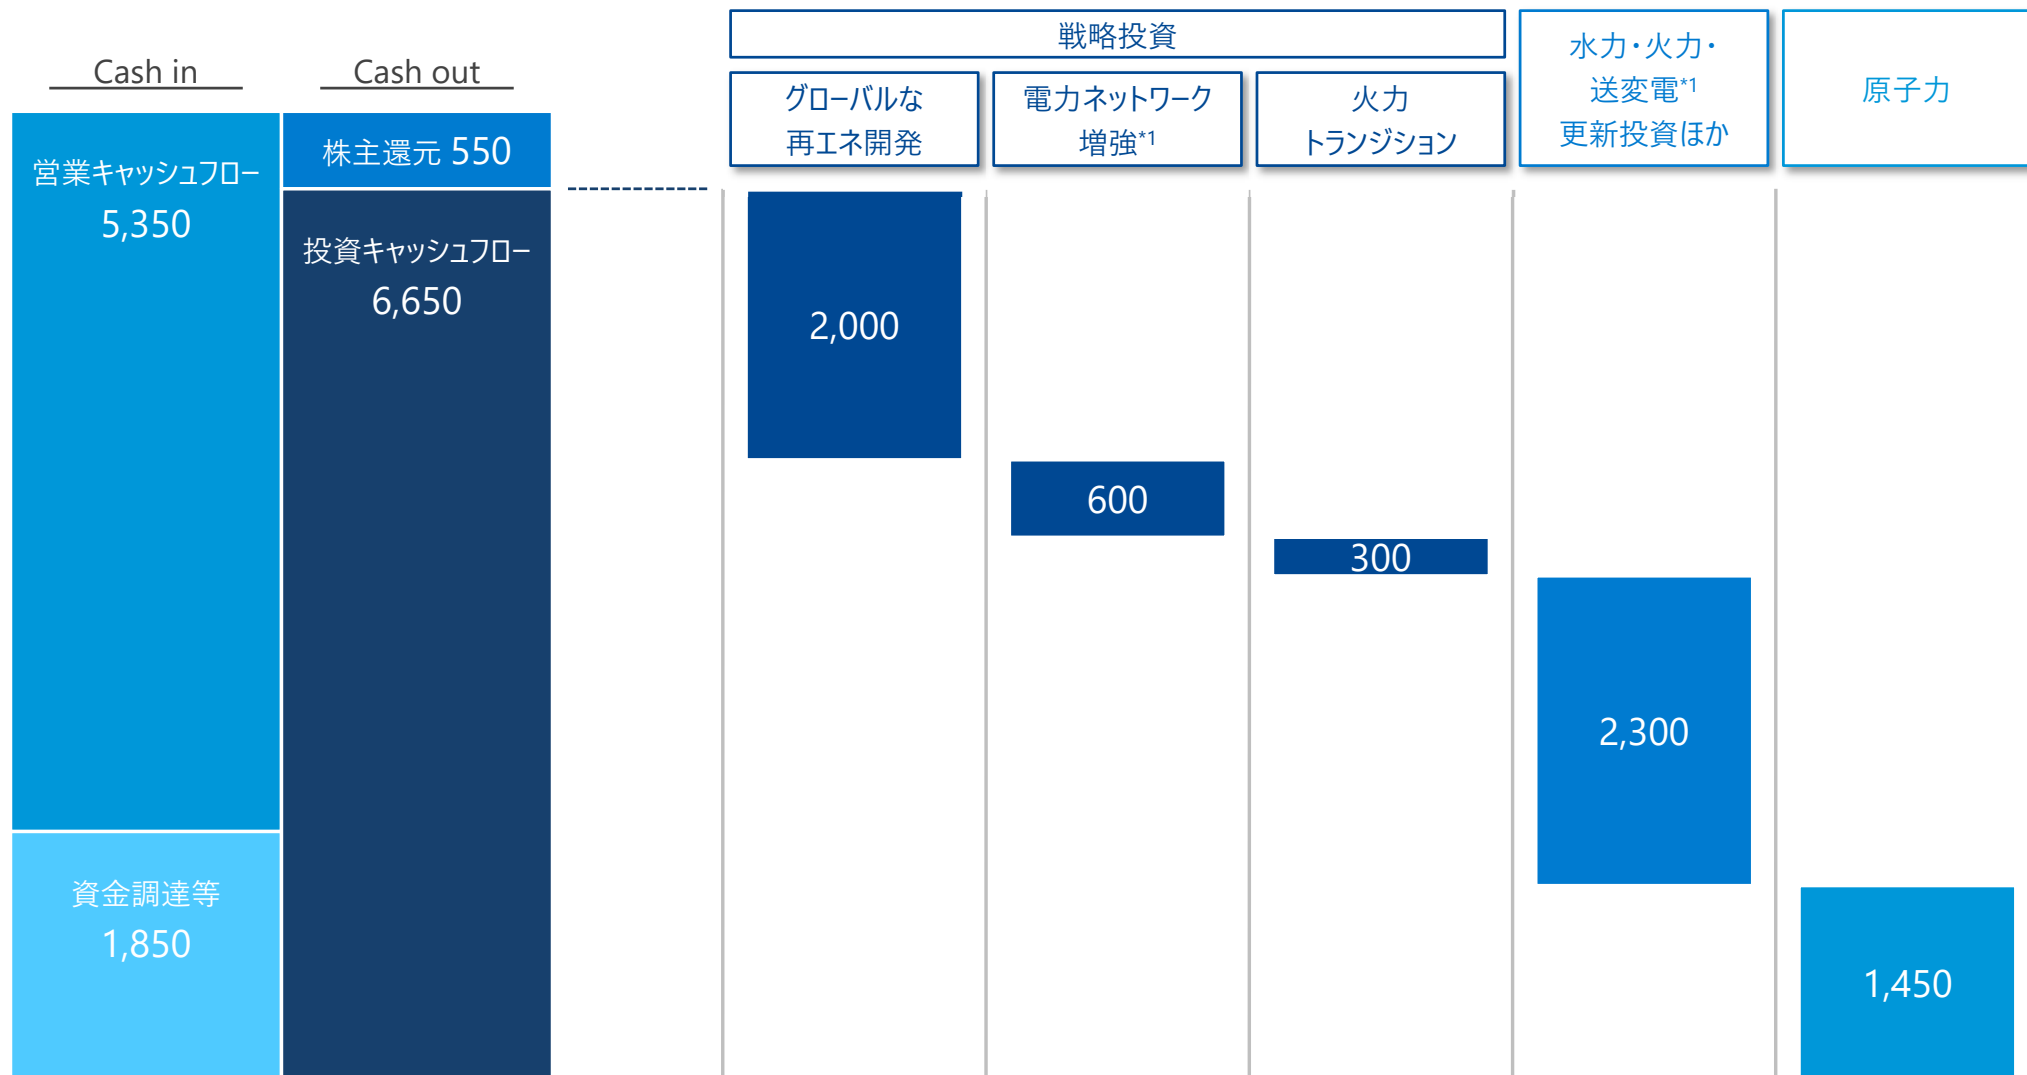 Cash in
Cash out
営業キャッシュフロー
5,350
資金調達等
1,850
株主還元 550
投資キャッシュフロー
6,650
戦略投資
グローバルな
再エネ開発
電力ネットワーク
増強*1
火力
トランジション
水力・火力・
送変電*1
更新投資ほか
原子力
2,000
600
300
2,300
1,450